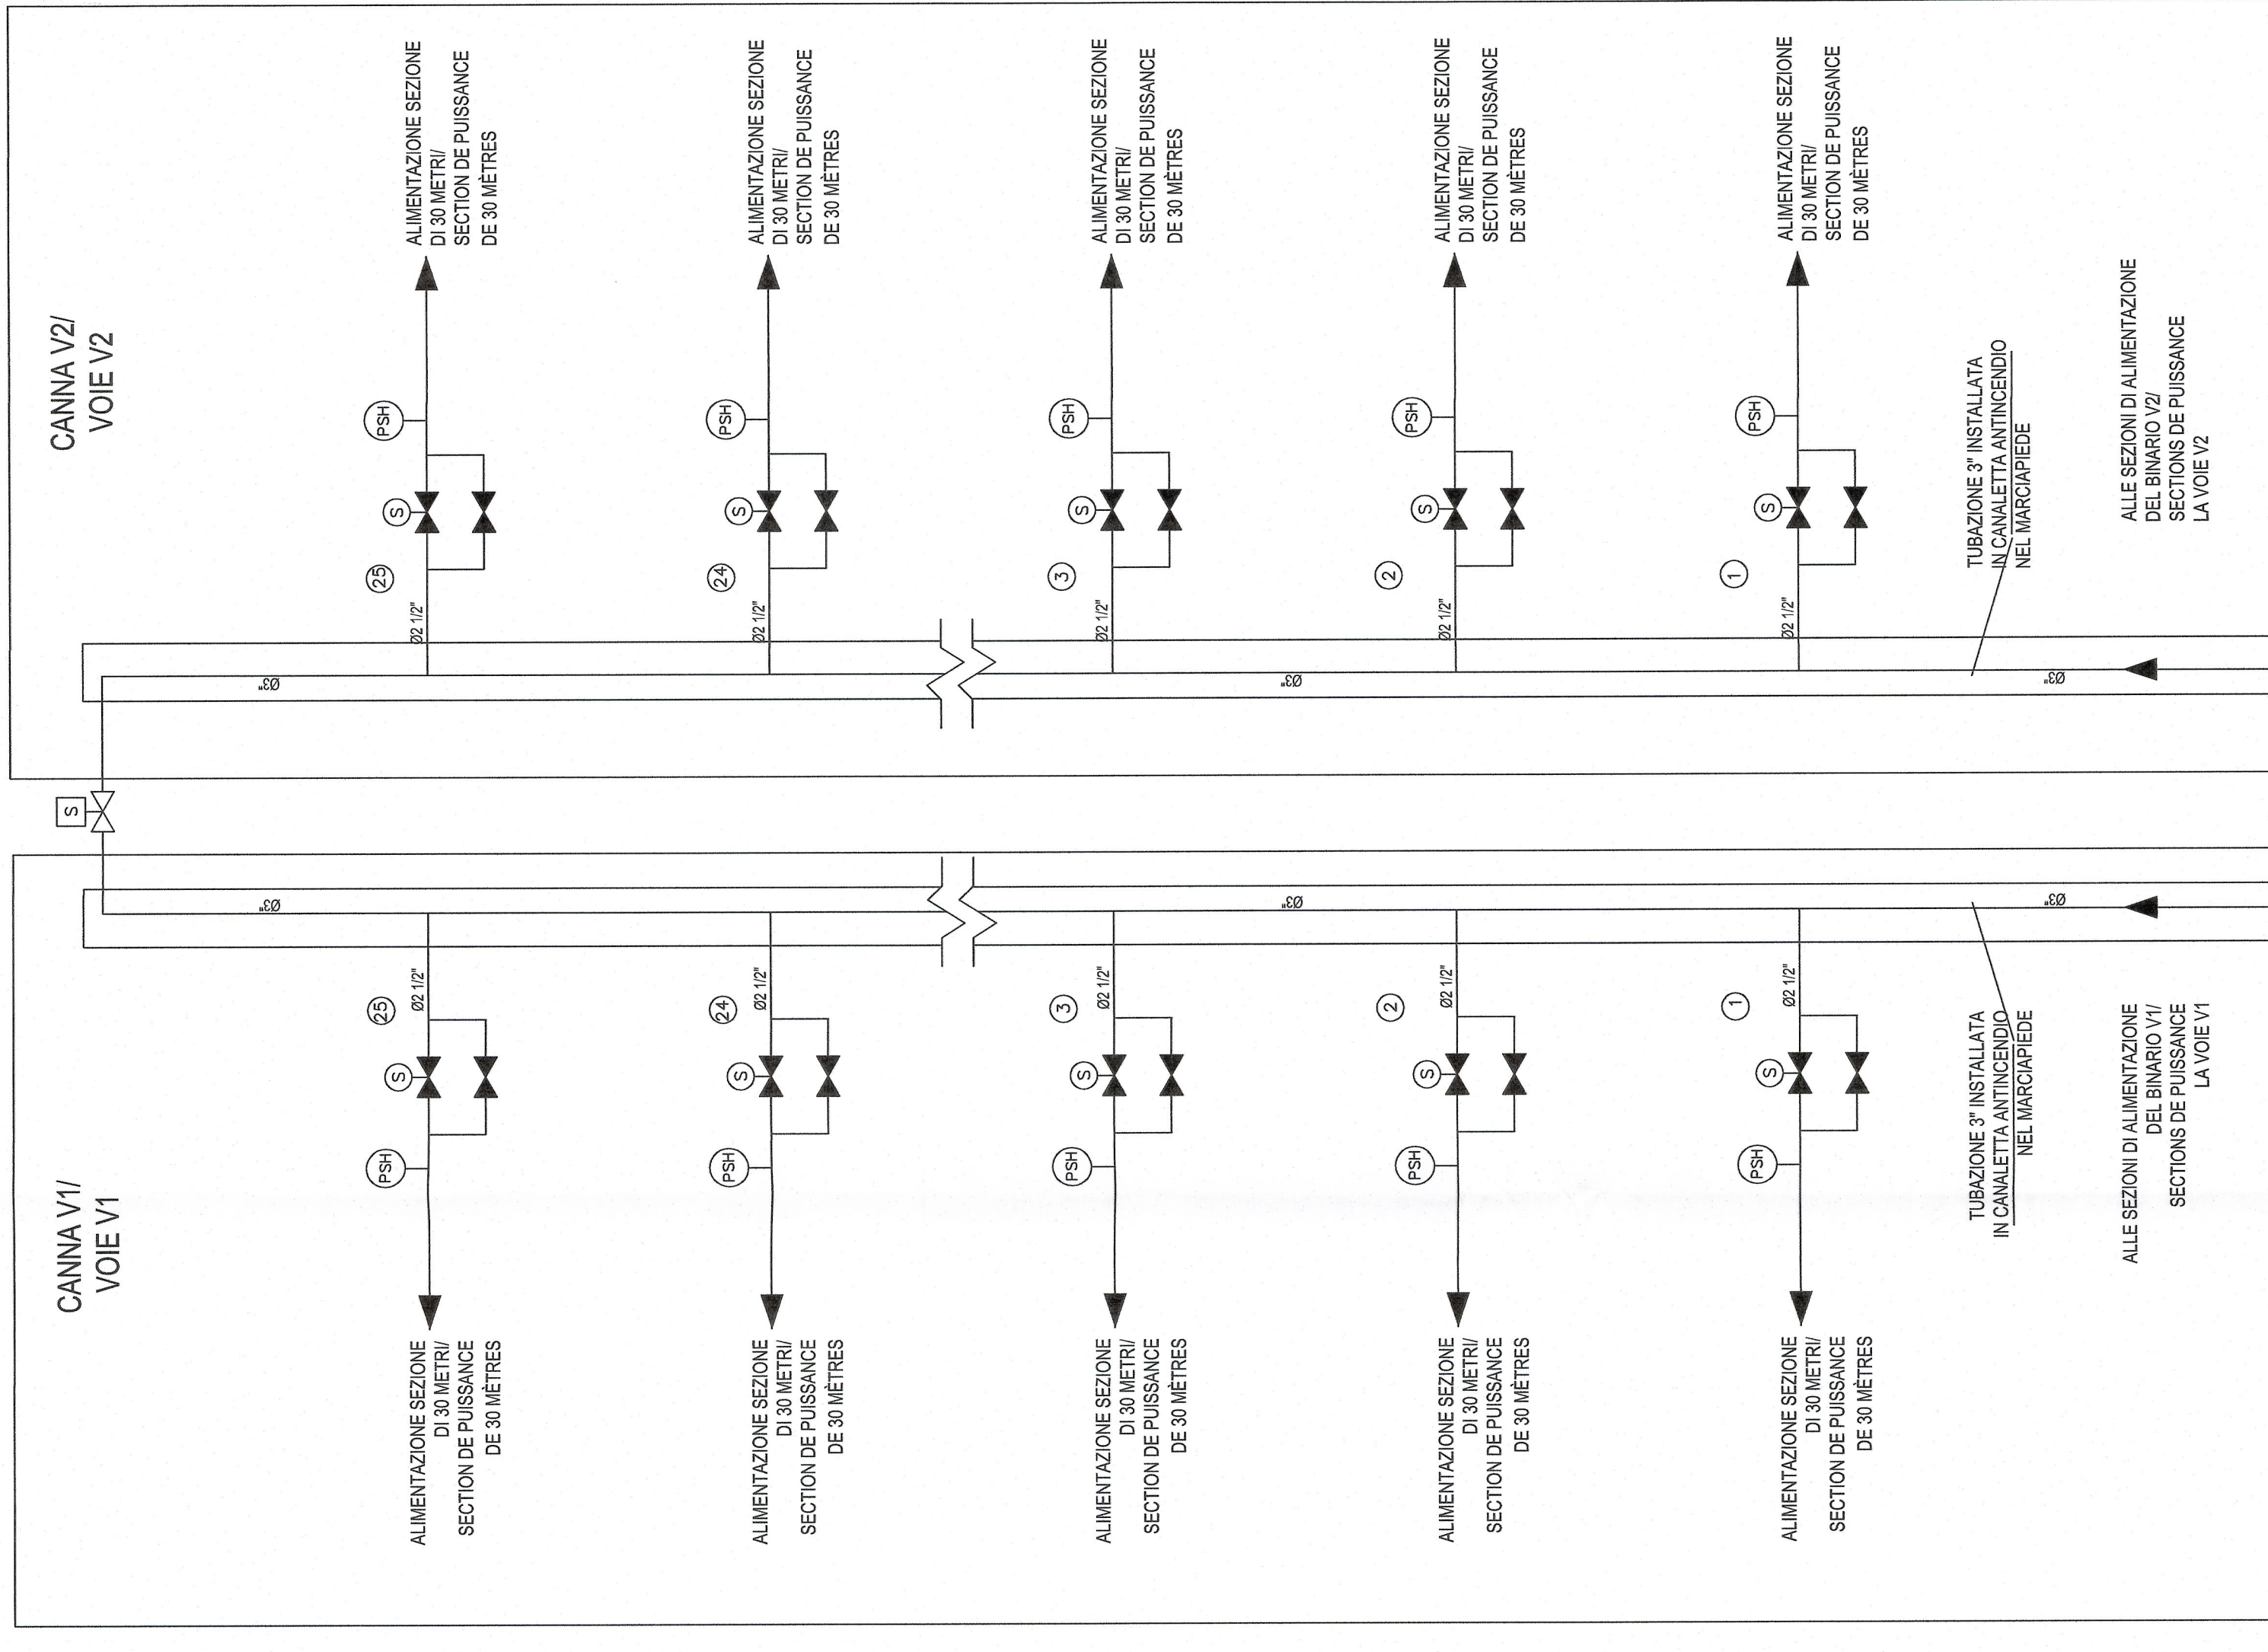 CANNA V1/
VOIE V1
CANNA V2/
VOIE V2
S
ALIMENTAZIONE SEZIONE
DI 30 METRI/
SECTION DE PUISSANCE
DE 30 MÈTRES
PSH
S
25
Ø2 1/2"
Ø3"
Ø3"
Ø2 1/2"
25
S
PSH
ALIMENTAZIONE SEZIONE
DI 30 METRI/
SECTION DE PUISSANCE
DE 30 MÈTRES
ALIMENTAZIONE SEZIONE
DI 30 METRI/
SECTION DE PUISSANCE
DE 30 MÈTRES
PSH
S
24
Ø2 1/2"
Ø2 1/2"
24
S
PSH
ALIMENTAZIONE SEZIONE
DI 30 METRI/
SECTION DE PUISSANCE
DE 30 MÈTRES
ALIMENTAZIONE SEZIONE
DI 30 METRI/
SECTION DE PUISSANCE
DE 30 MÈTRES
PSH
S
3
Ø2 1/2"
Ø2 1/2"
3
S
PSH
ALIMENTAZIONE SEZIONE
DI 30 METRI/
SECTION DE PUISSANCE
DE 30 MÈTRES
Ø3"
Ø3"
ALIMENTAZIONE SEZIONE
DI 30 METRI/
SECTION DE PUISSANCE
DE 30 MÈTRES
PSH
S
2
Ø2 1/2"
Ø2 1/2"
2
S
PSH
ALIMENTAZIONE SEZIONE
DI 30 METRI/
SECTION DE PUISSANCE
DE 30 MÈTRES
ALIMENTAZIONE SEZIONE
DI 30 METRI/
SECTION DE PUISSANCE
DE 30 MÈTRES
PSH
S
1
Ø2 1/2"
Ø2 1/2"
1
S
PSH
ALIMENTAZIONE SEZIONE
DI 30 METRI/
SECTION DE PUISSANCE
DE 30 MÈTRES
TUBAZIONE 3" INSTALLATA
IN CANALETTA ANTINCENDIO
NEL MARCIAPIEDE
Ø3"
Ø3"
TUBAZIONE 3" INSTALLATA
IN CANALETTA ANTINCENDIO
NEL MARCIAPIEDE
ALLE SEZIONI DI ALIMENTAZIONE
DEL BINARIO V1/
SECTIONS DE PUISSANCE
LA VOIE V1
ALLE SEZIONI DI ALIMENTAZIONE
DEL BINARIO V2/
SECTIONS DE PUISSANCE
LA VOIE V2